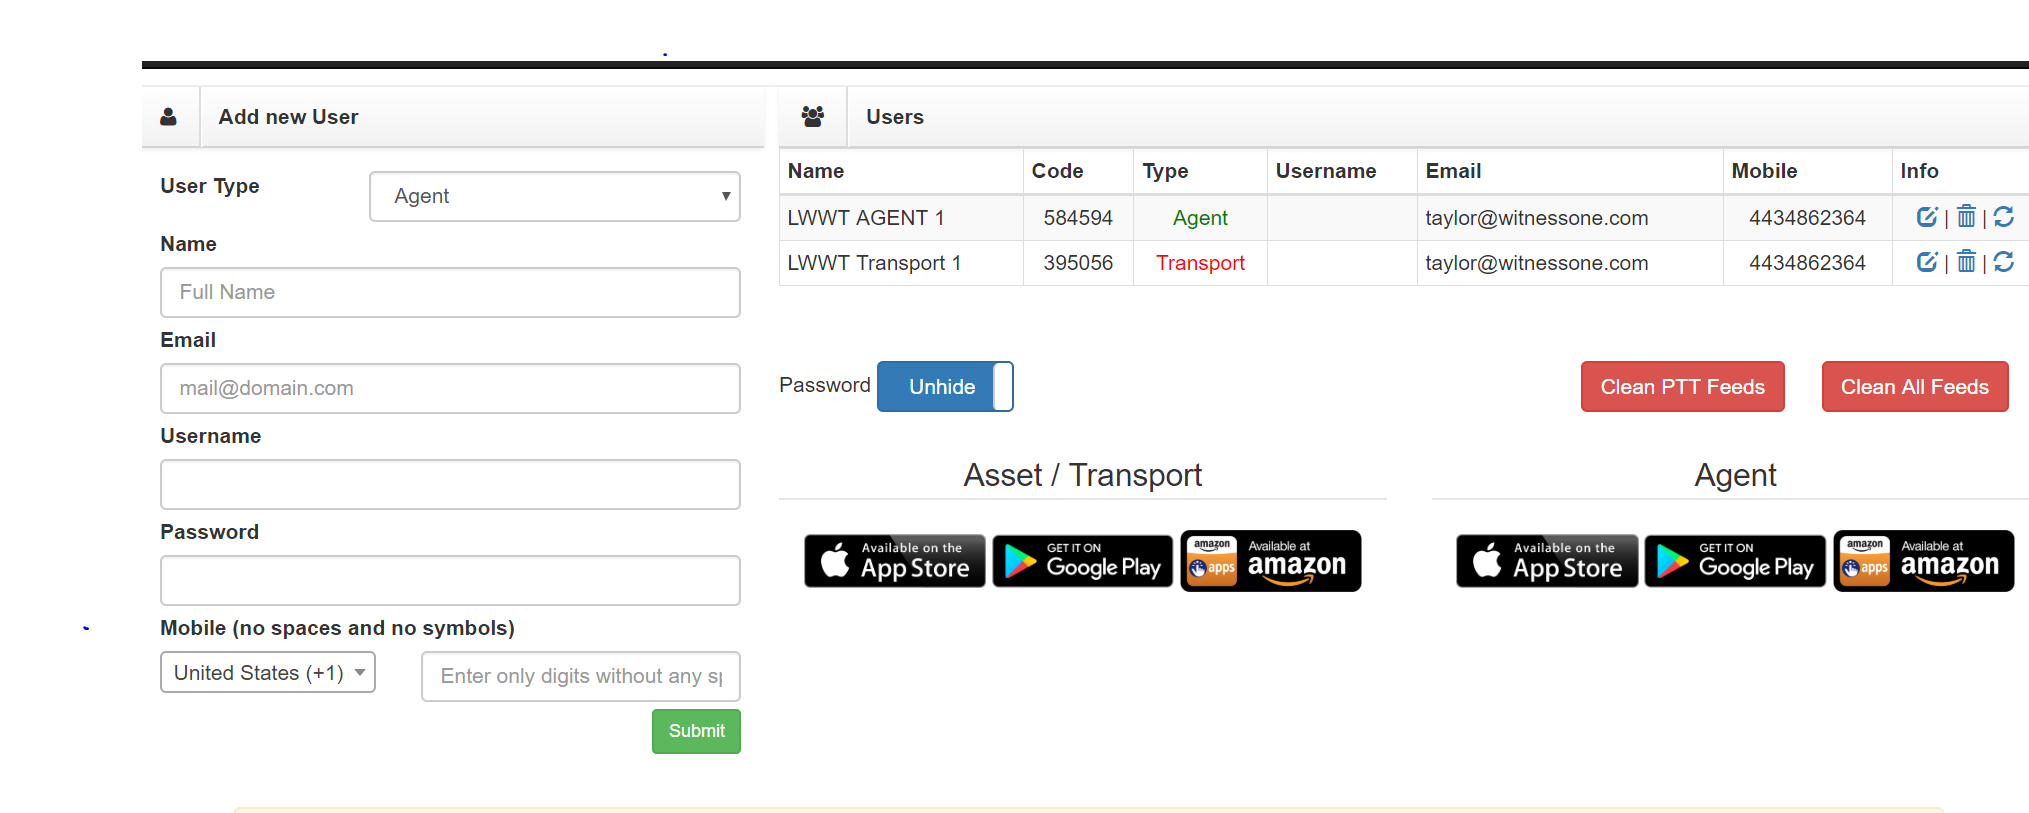 Add new User
User Type
Agent
Name
Full Name
Email
mail@domain.com
Username
Password
Mobile (no spaces and no symbols)
United States (+1)
Enter only digits without any sp
Submit
Users
Name Code Type Username Email Mobile Info
LWWT AGENT 1 584594 Agent taylor@witnessone.com 4434862364 | |
LWWT Transport 1 395056 Transport taylor@witnessone.com 4434862364 | |
Password Unhide Clean PTT Feeds Clean All Feeds
Asset / Transport
Available on the
App Store
GET IT ON
Google Play
amazon
apps
Available at
amazon
Agent
Available on the
App Store
GET IT ON
Google Play
amazon
apps
Available at
amazon